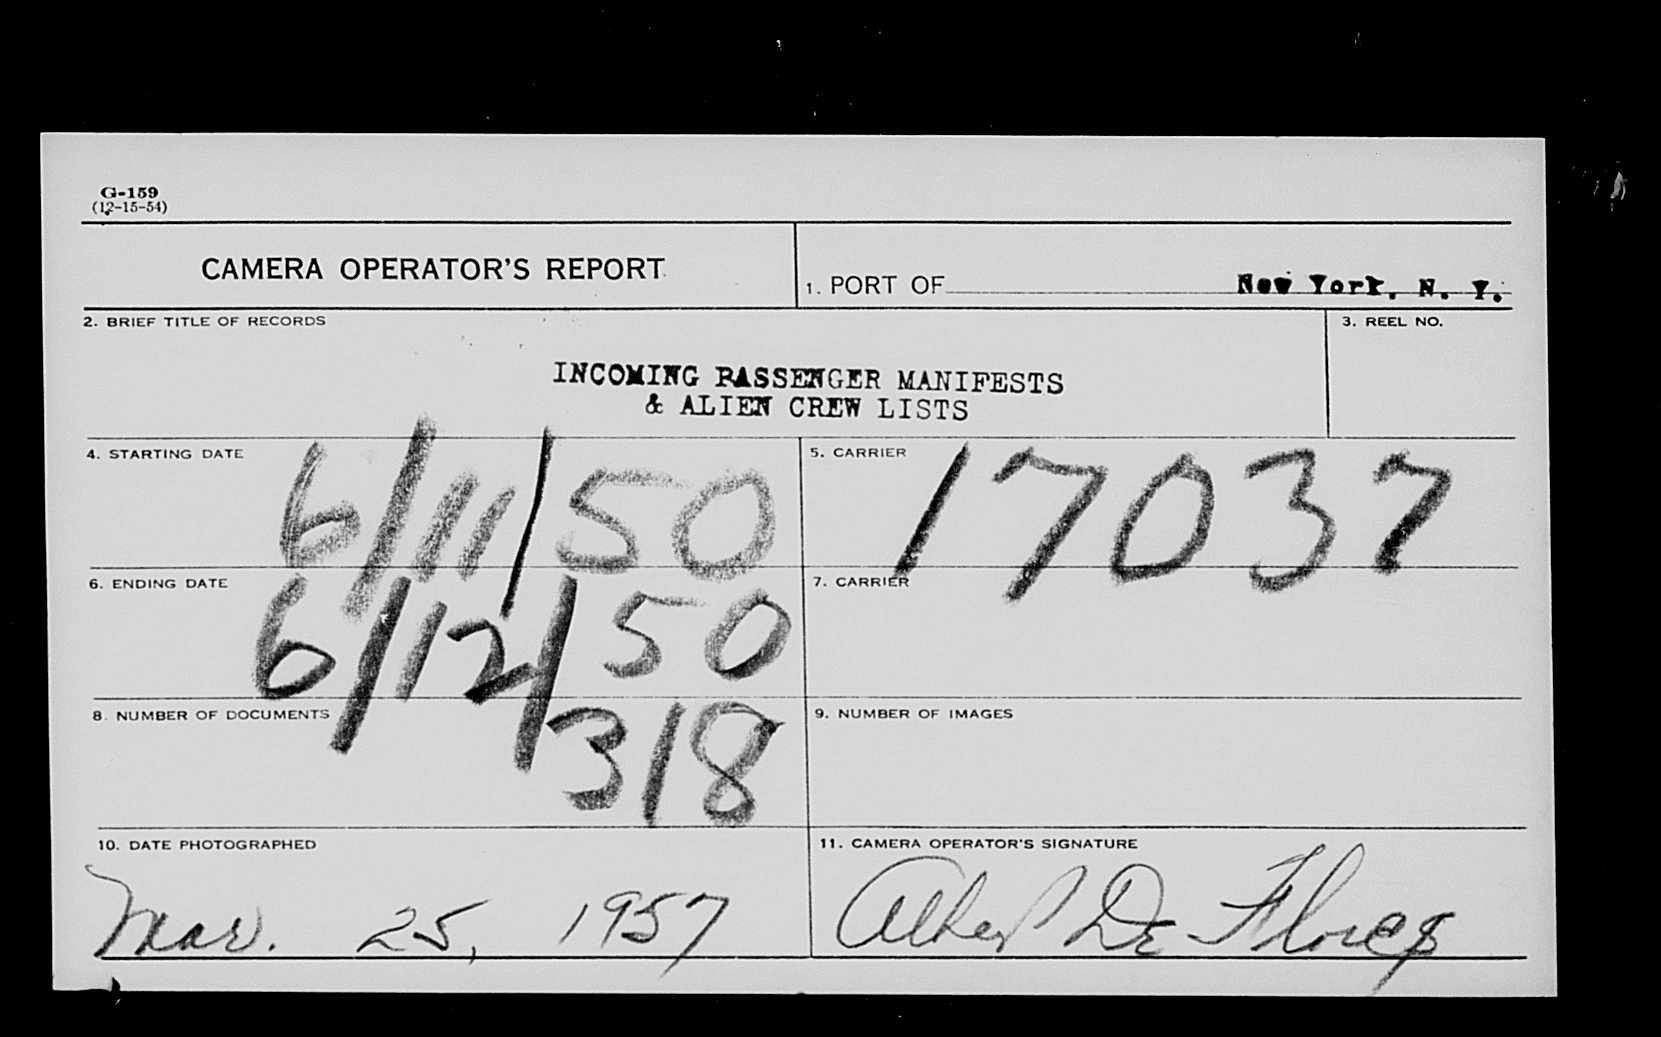 G-159
(12-15-54)
CAMERA OPERATOR'S REPORT
1. PORT OF New York, N. Y.
2. BRIEF TITLE OF RECORDS
3. REEL NO.
INCOMING PASSENGER MANIFESTS
& ALIEN CREW LISTS
4. STARTING DATE
6/11/50
5. CARRIER
17037
6. ENDING DATE
6/12/50
7. CARRIER
8. NUMBER OF DOCUMENTS
318
9. NUMBER OF IMAGES
10. DATE PHOTOGRAPHED
Mar. 25, 1957
11. CAMERA OPERATOR'S SIGNATURE
Albert De Flores